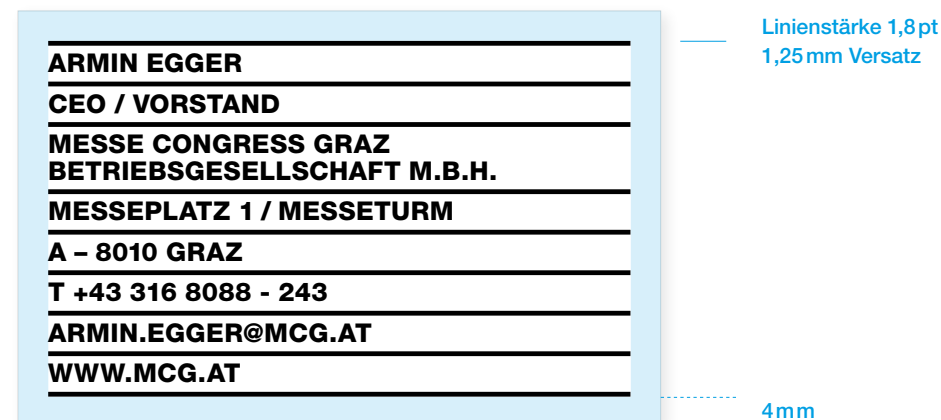 ARMIN EGGER
CEO / VORSTAND
MESSE CONGRESS GRAZ
BETRIEBSGESELLSCHAFT M.B.H.
MESSEPLATZ 1 / MESSETURM
A – 8010 GRAZ
T +43 316 8088 - 243
ARMIN.EGGER@MCG.AT
WWW.MCG.AT
Linienstärke 1,8 pt
1,25 mm Versatz
4 mm